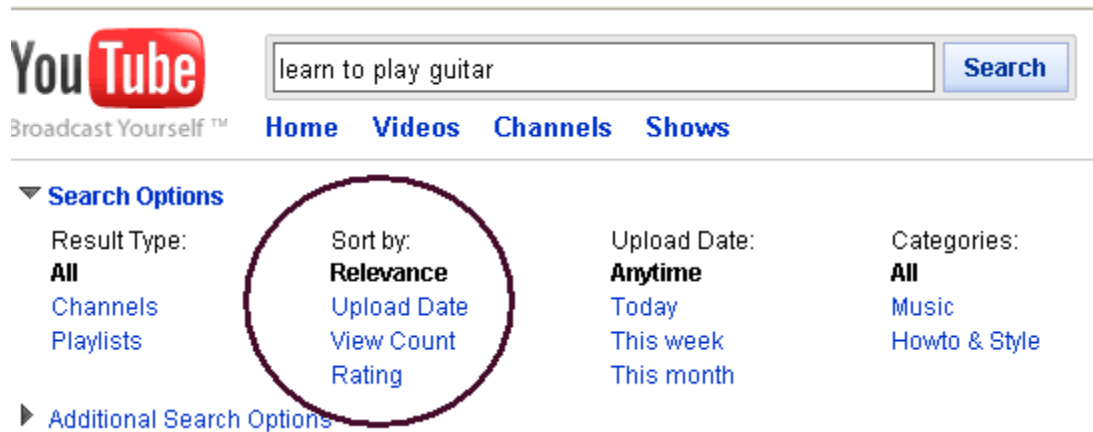 YouTube
learn to play guitar
Search
Broadcast Yourself ™
Home Videos Channels Shows
Search Options
Result Type:
All
Channels
Playlists
Sort by:
Relevance
Upload Date
View Count
Rating
Upload Date:
Anytime
Today
This week
This month
Categories:
All
Music
Howto & Style
Additional Search Options